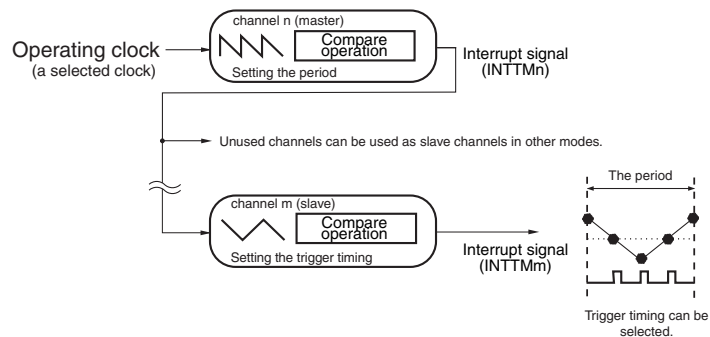 channel n (master)
Operating clock
(a selected clock)
Compare
operation
Setting the period
Interrupt signal
(INTTMn)
Unused channels can be used as slave channels in other modes.
channel m (slave)
Compare
operation
Setting the trigger timing
Interrupt signal
(INTTMm)
The period
Trigger timing can be
selected.